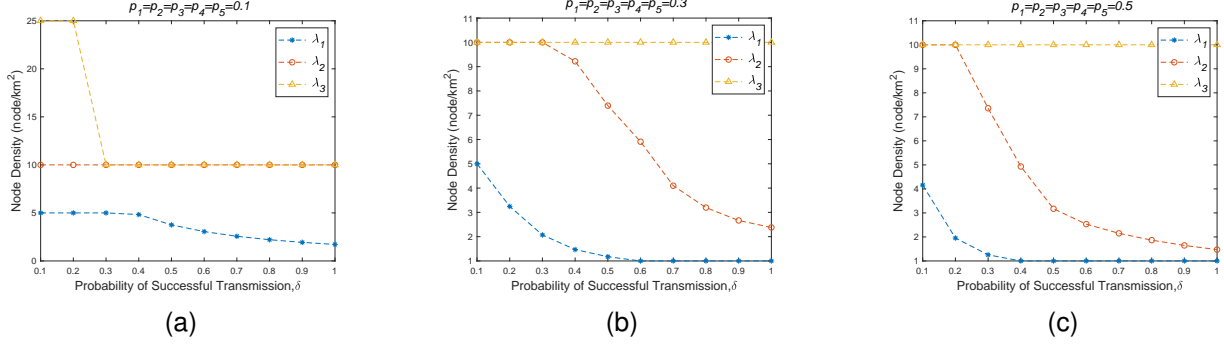 p1=p2=p3=p4=p5=0.1
25
20
15
10
5
0
Node Density (node/km2)
0.1 0.2 0.3 0.4 0.5 0.6 0.7 0.8 0.9 1
Probability of Successful Transmission,δ
λ1
λ2
λ3
(a)
p1=p2=p3=p4=p5=0.3
11
10
9
8
7
6
5
4
3
2
1
Node Density (node/km2)
0.1 0.2 0.3 0.4 0.5 0.6 0.7 0.8 0.9 1
Probability of Successful Transmission,δ
λ1
λ2
λ3
(b)
p1=p2=p3=p4=p5=0.5
11
10
9
8
7
6
5
4
3
2
1
Node Density (node/km2)
0.1 0.2 0.3 0.4 0.5 0.6 0.7 0.8 0.9 1
Probability of Successful Transmission,δ
λ1
λ2
λ3
(c)